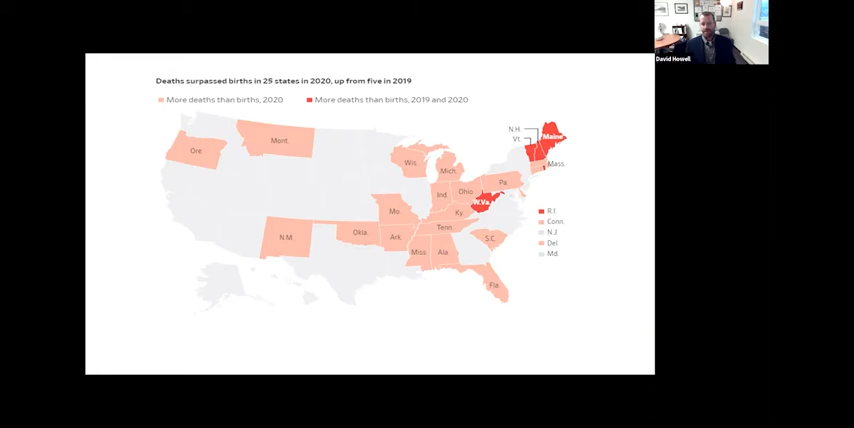 David Howell
Deaths surpassed births in 25 states in 2020, up from five in 2019
More deaths than births, 2020
More deaths than births, 2019 and 2020
N.H.
Vt.
Maine
Mass.
Ore.
Mont.
Wis.
Mich.
Pa.
Ind.
Ohio
W.Va.
Mo.
Ky.
Tenn.
N.M.
Okla.
Ark.
S.C.
Miss.
Ala.
Fla.
R.I.
Conn.
N.J.
Del.
Md.